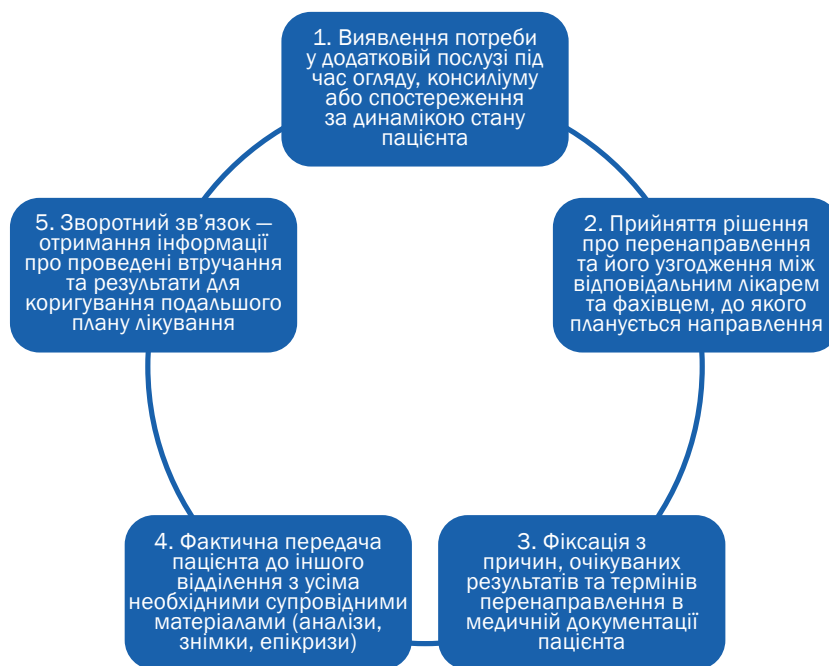 1. Виявлення потреби
у додатковій послузі під
час огляду, консиліуму
або спостереження
за динамікою стану
пацієнта
2. Прийняття рішення
про перенаправлення
та його узгодження між
відповідальним лікарем
та фахівцем, до якого
планується направлення
3. Фіксація з
причин, очікуваних
результатів та термінів
перенаправлення в
медичній документації
пацієнта
4. Фактична передача
пацієнта до іншого
відділення з усіма
необхідними супровідними
матеріалами (аналізи,
знімки, епікризи)
5. Зворотний зв’язок —
отримання інформації
про проведені втручання
та результати для
коригування подальшого
плану лікування